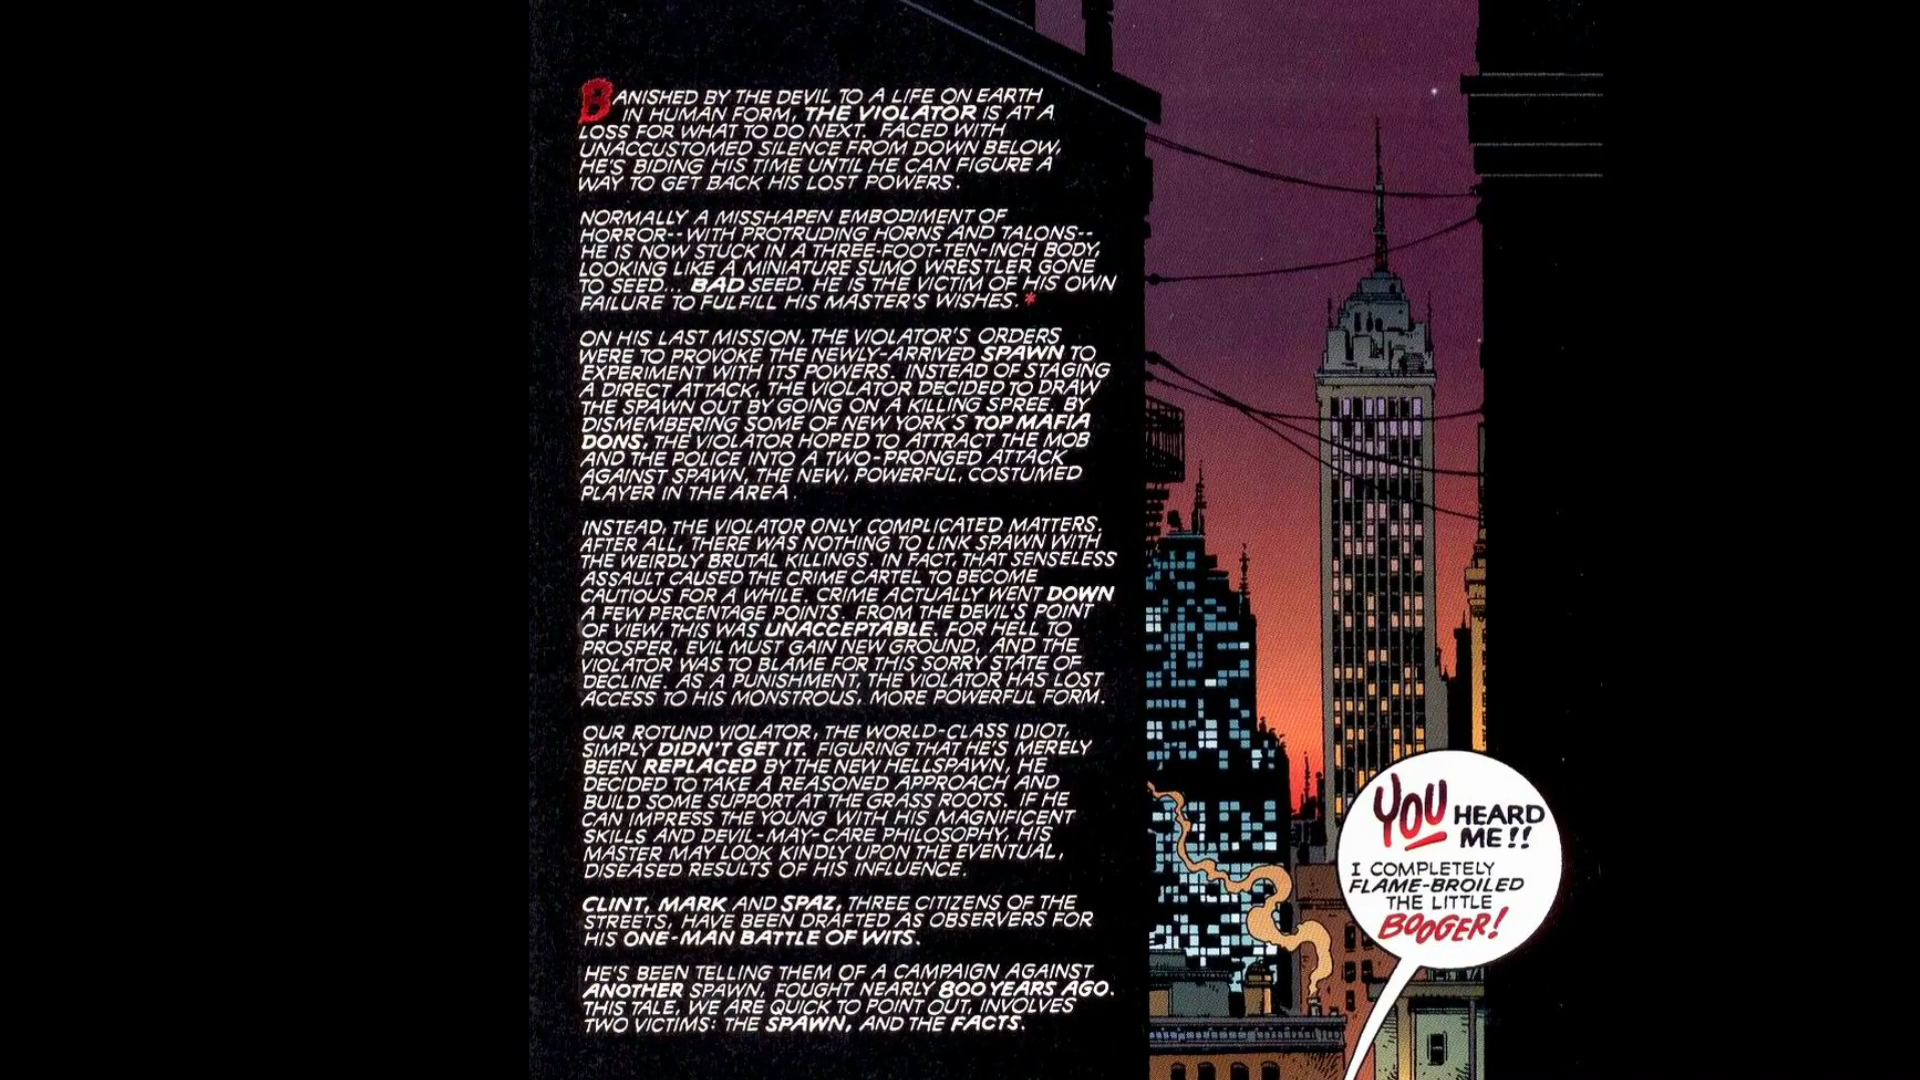 BANISHED BY THE DEVIL TO A LIFE ON EARTH
IN HUMAN FORM, THE VIOLATOR IS AT A
LOSS FOR WHAT TO DO NEXT. FACED WITH
UNACCUSTOMED SILENCE FROM DOWN BELOW,
HE'S BIDING HIS TIME UNTIL HE CAN FIGURE A
WAY TO GET BACK HIS LOST POWERS.
NORMALLY A MISSHAPEN EMBODIMENT OF
HORROR--WITH PROTRUDING HORNS AND TALONS--
HE IS NOW STUCK IN A THREE-FOOT-TEN-INCH BODY,
LOOKING LIKE A MINIATURE SUMO WRESTLER GONE
TO SEED... BAD SEED. HE IS THE VICTIM OF HIS OWN
FAILURE TO FULFILL HIS MASTER'S WISHES.*
ON HIS LAST MISSION, THE VIOLATOR'S ORDERS
WERE TO PROVOKE THE NEWLY-ARRIVED SPAWN TO
EXPERIMENT WITH ITS POWERS. INSTEAD OF STAGING
A DIRECT ATTACK, THE VIOLATOR DECIDED TO DRAW
THE SPAWN OUT BY GOING ON A KILLING SPREE. BY
DISMEMBERING SOME OF NEW YORK'S TOP MAFIA
DONS, THE VIOLATOR HOPED TO ATTRACT THE MOB
AND THE POLICE INTO A TWO-PRONGED ATTACK
AGAINST SPAWN, THE NEW, POWERFUL, COSTUMED
PLAYER IN THE AREA.
INSTEAD, THE VIOLATOR ONLY COMPLICATED MATTERS.
AFTER ALL, THERE WAS NOTHING TO LINK SPAWN WITH
THE WEIRDLY BRUTAL KILLINGS. IN FACT, THAT SENSELESS
ASSAULT CAUSED THE CRIME CARTEL TO BECOME
CAUTIOUS FOR A WHILE. CRIME ACTUALLY WENT DOWN
A FEW PERCENTAGE POINTS. FROM THE DEVIL'S POINT
OF VIEW, THIS WAS UNACCEPTABLE. FOR HELL TO
PROSPER, EVIL MUST GAIN NEW GROUND, AND THE
VIOLATOR WAS TO BLAME FOR THIS SORRY STATE OF
DECLINE. AS A PUNISHMENT, THE VIOLATOR HAS LOST
ACCESS TO HIS MONSTROUS, MORE POWERFUL FORM.
OUR ROTUND VIOLATOR, THE WORLD-CLASS IDIOT,
SIMPLY DIDN'T GET IT. FIGURING THAT HE'S MERELY
BEEN REPLACED BY THE NEW HELLSPAWN, HE
DECIDED TO TAKE A REASONED APPROACH AND
BUILD SOME SUPPORT AT THE GRASS ROOTS. IF HE
CAN IMPRESS THE YOUNG WITH HIS MAGNIFICENT
SKILLS AND DEVIL-MAY-CARE PHILOSOPHY, HIS
MASTER MAY LOOK KINDLY UPON THE EVENTUAL,
DISEASED RESULTS OF HIS INFLUENCE.
CLINT, MARK AND SPAZ, THREE CITIZENS OF THE
STREETS, HAVE BEEN DRAFTED AS OBSERVERS FOR
HIS ONE-MAN BATTLE OF WITS.
HE'S BEEN TELLING THEM OF A CAMPAIGN AGAINST
ANOTHER SPAWN, FOUGHT NEARLY 800 YEARS AGO.
THIS TALE, WE ARE QUICK TO POINT OUT, INVOLVES
TWO VICTIMS: THE SPAWN, AND THE FACTS.
YOU HEARD
ME!!
I COMPLETELY
FLAME-BROILED
THE LITTLE
BOOGER!